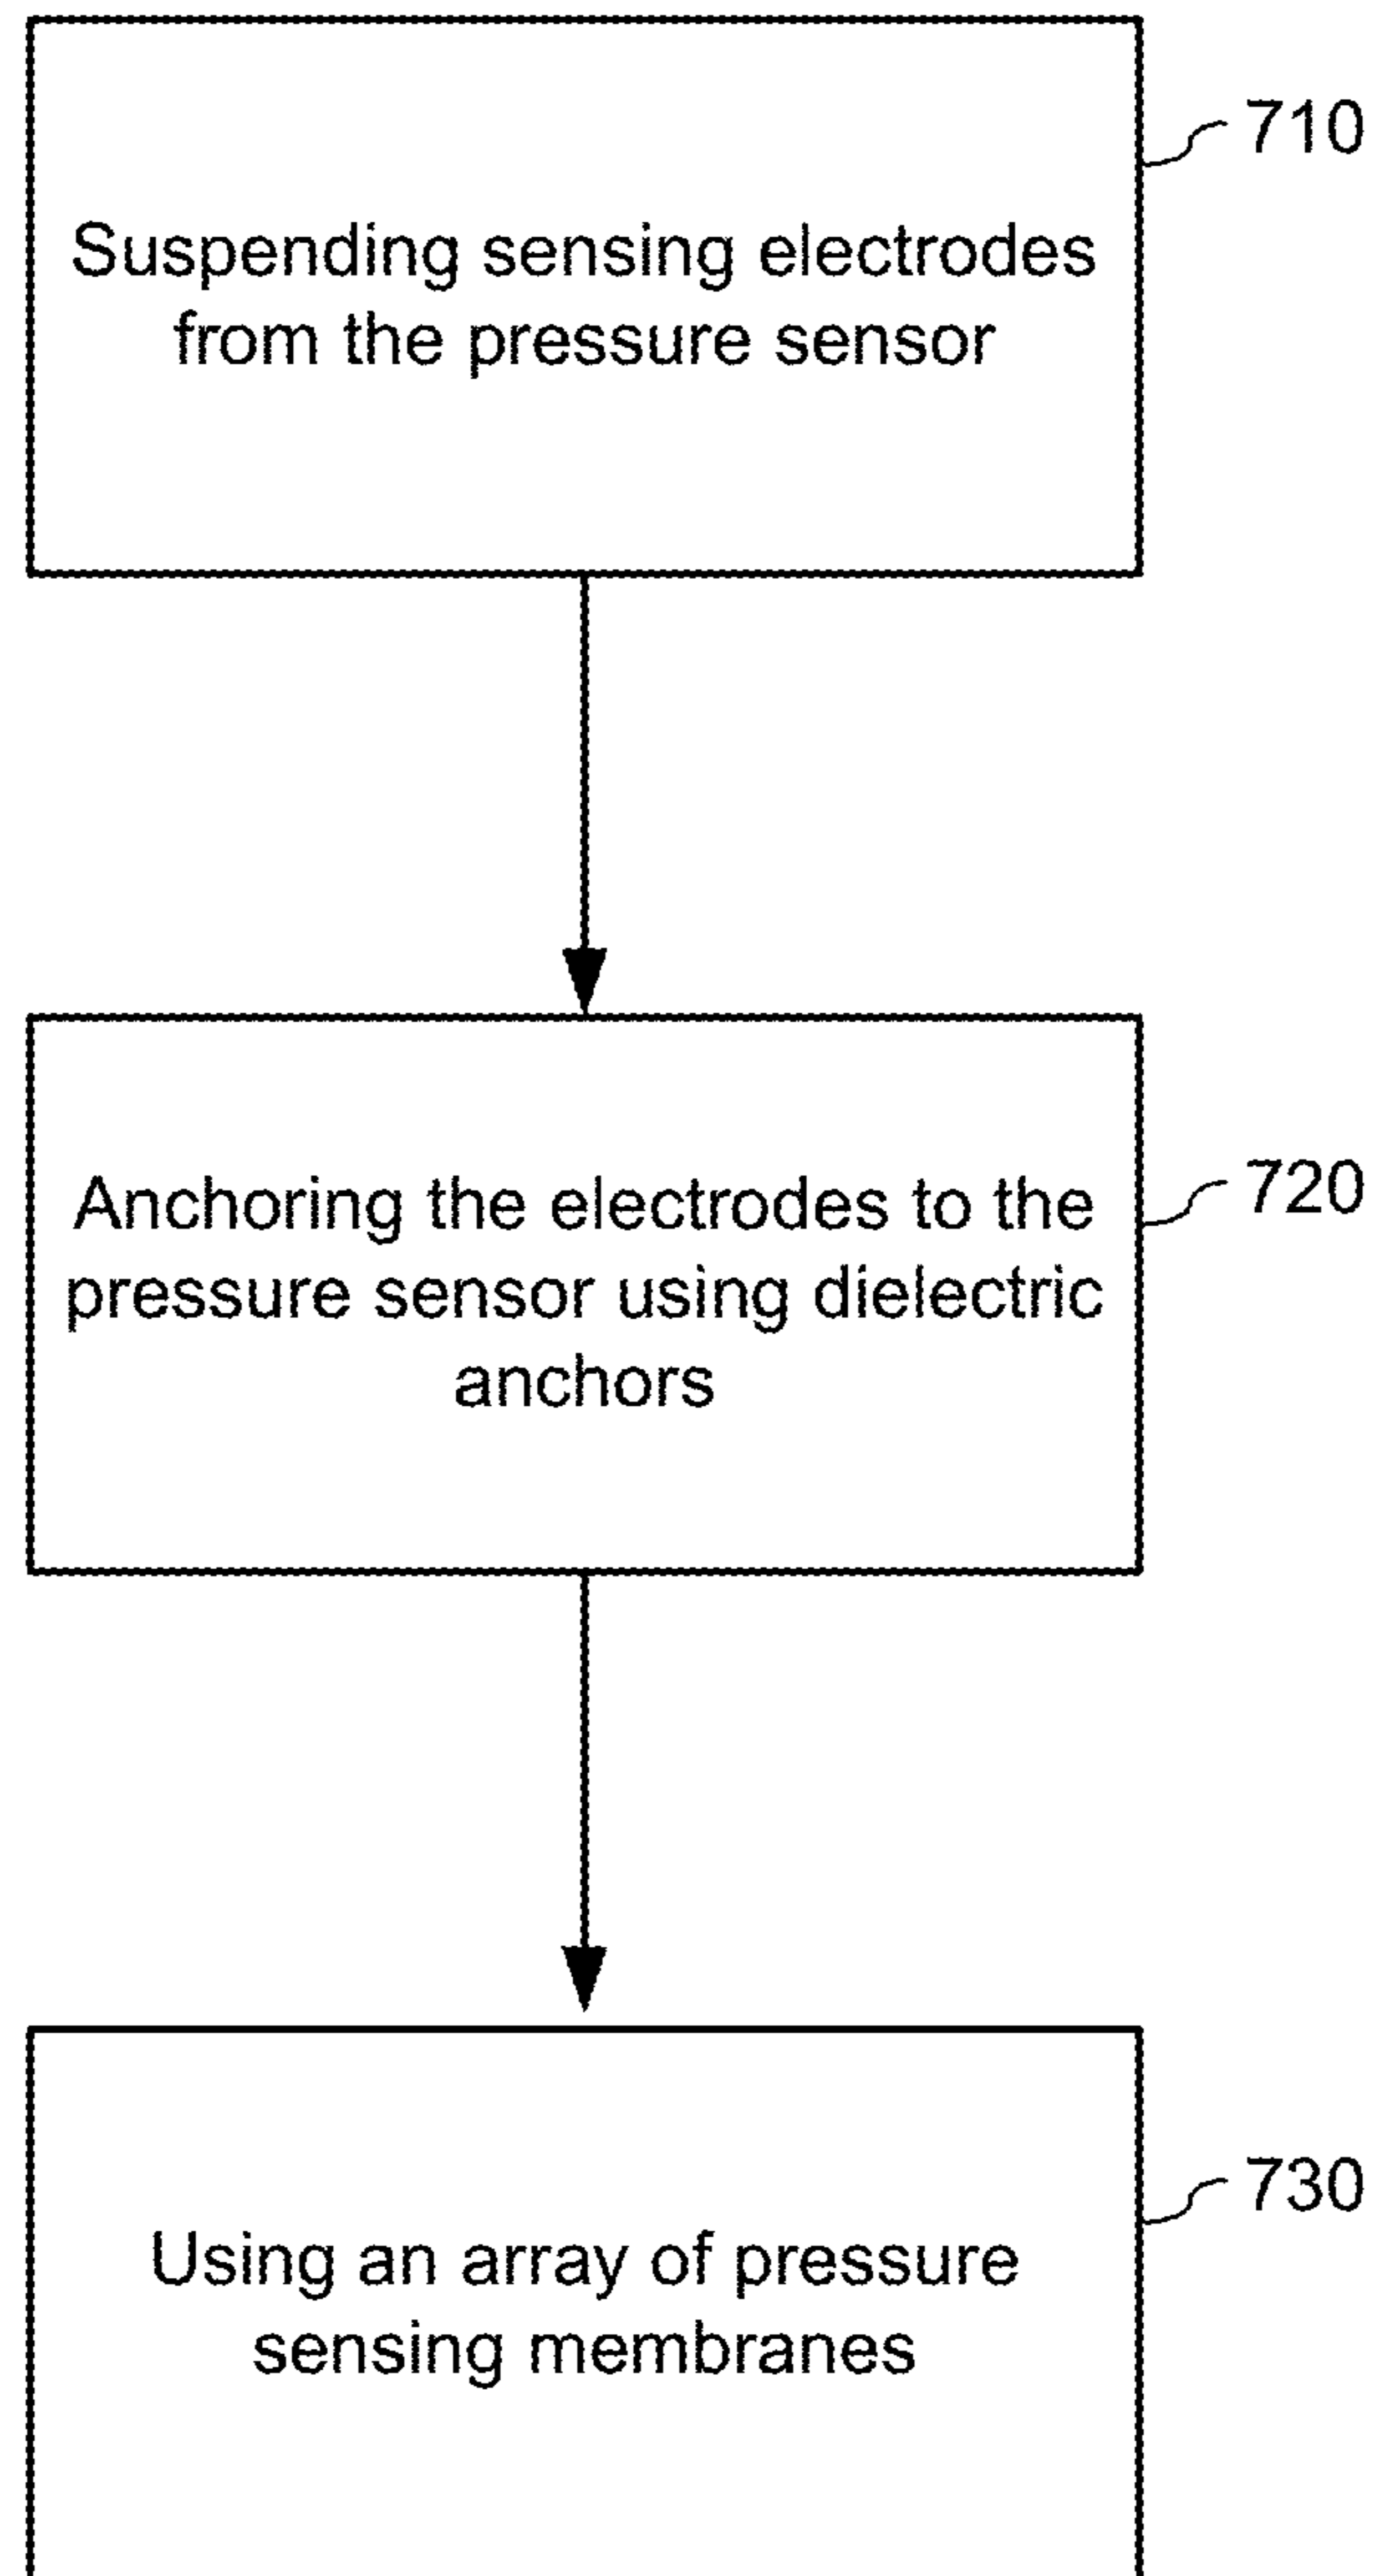 710
Suspending sensing electrodes
from the pressure sensor
720
Anchoring the electrodes to the
pressure sensor using dielectric
anchors
730
Using an array of pressure
sensing membranes